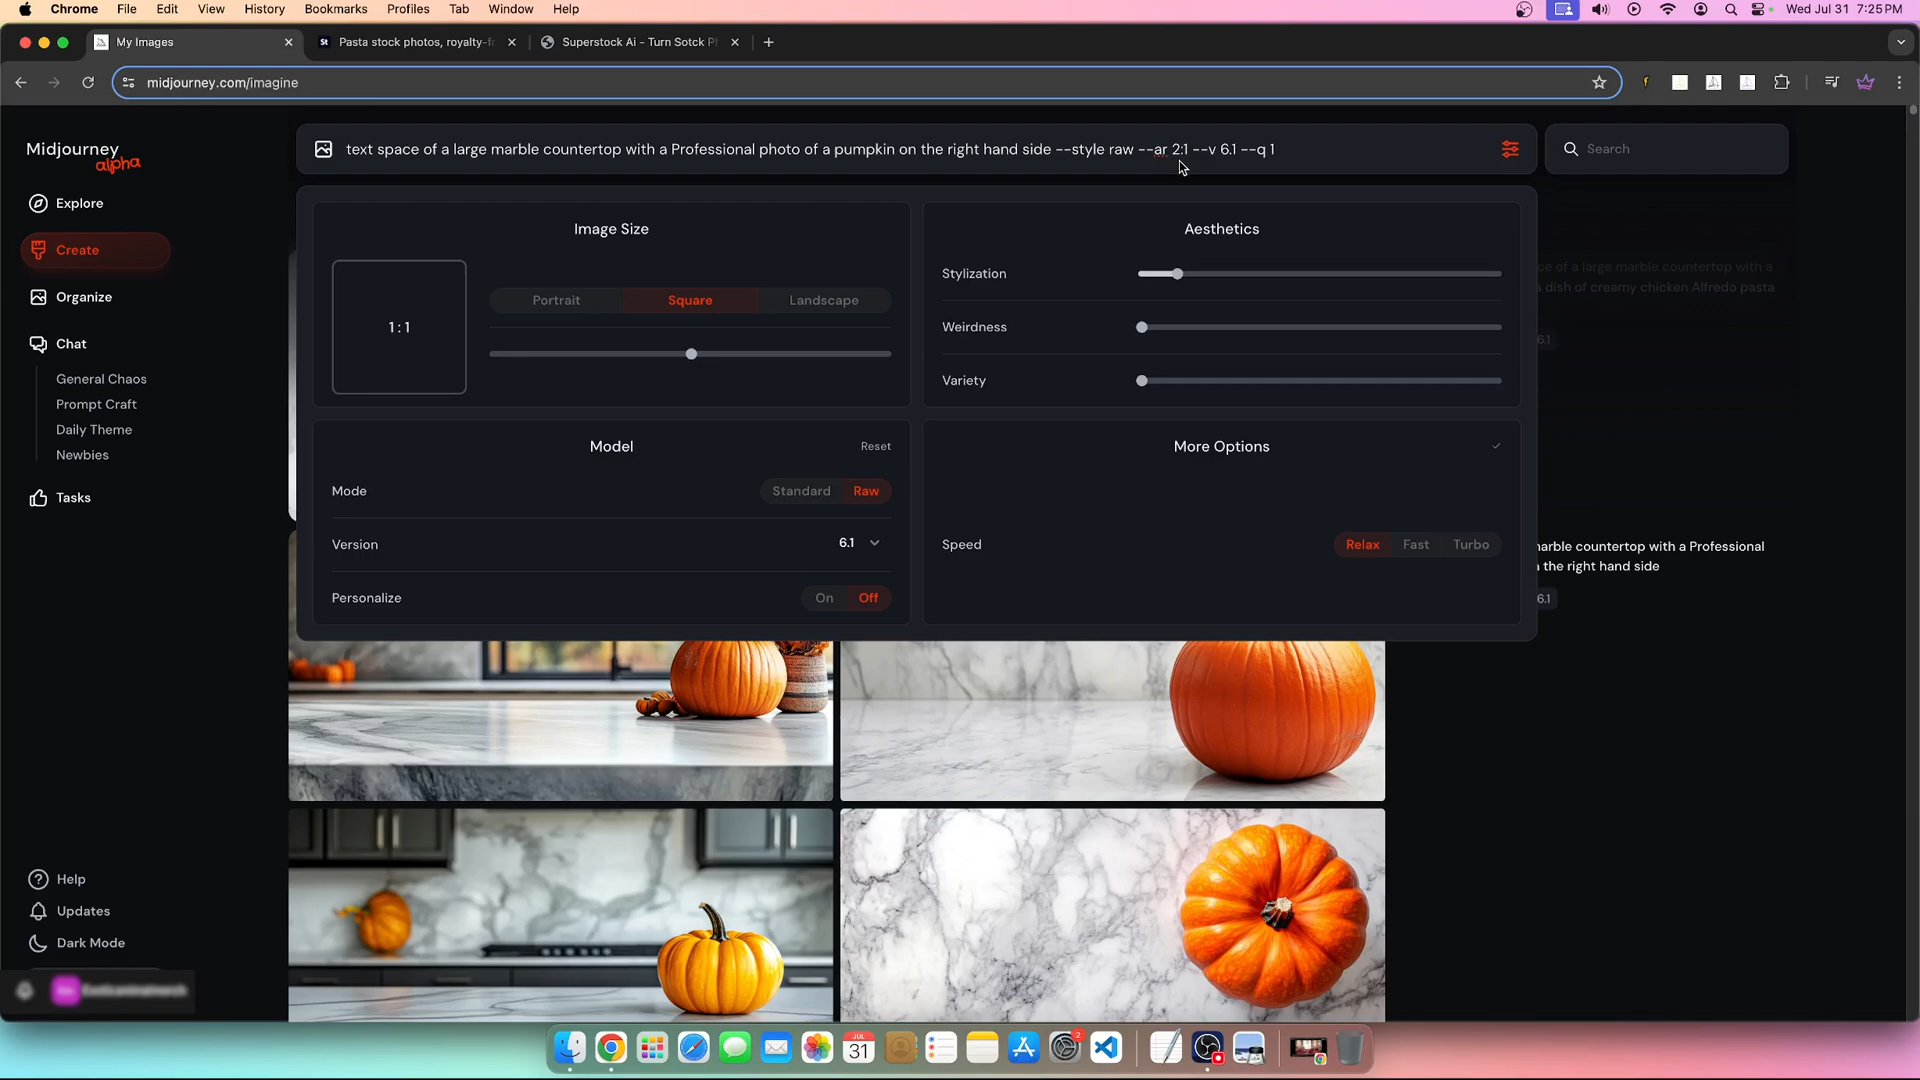 Chrome File Edit View History Bookmarks Profiles Tab Window Help
Wed Jul 31 7:25 PM
My Images
Pasta stock photos, royalty-fr
Superstock Ai - Turn Sotck Ph
midjourney.com/imagine
Midjourney
alpha
text space of a large marble countertop with a Professional photo of a pumpkin on the right hand side --style raw --ar 2:1 --v 6.1 --q 1
Search
Explore
Create
Organize
Chat
General Chaos
Prompt Craft
Daily Theme
Newbies
Tasks
Image Size
1 : 1
Portrait Square Landscape
Aesthetics
Stylization
Weirdness
Variety
Model
Reset
Mode
Standard Raw
Version
6.1
Personalize
On Off
More Options
Speed
Relax Fast Turbo
ce of a large marble countertop with a
a dish of creamy chicken Alfredo pasta
6.1
marble countertop with a Professional
the right hand side
6.1
Help
Updates
Dark Mode
JUL
31
2